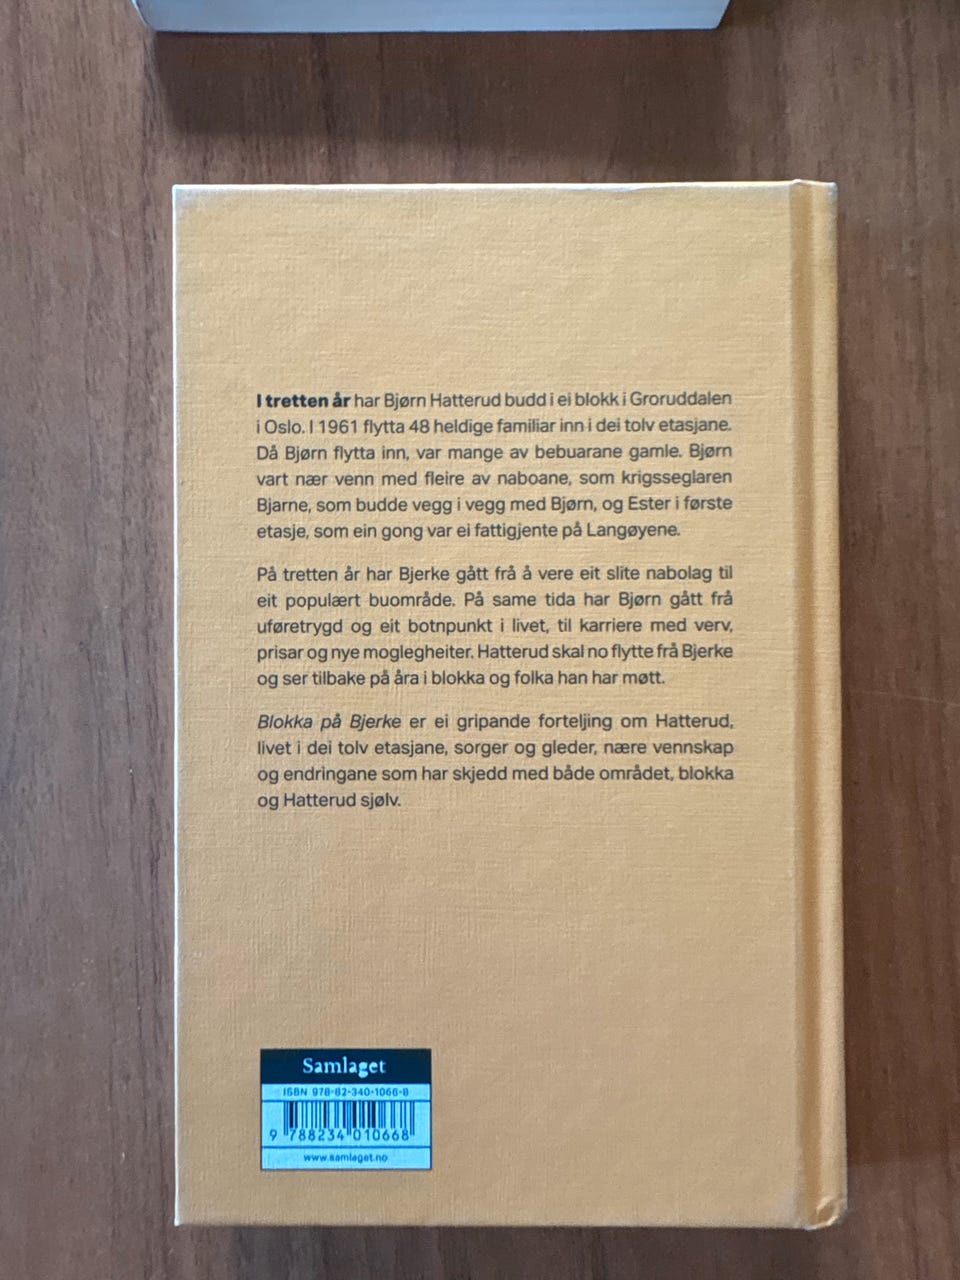 I tretten år har Bjørn Hatterud budd i ei blokk i Groruddalen
i Oslo. I 1961 flytta 48 heldige familiar inn i dei tolv etasjane.
Då Bjørn flytta inn, var mange av bebuarane gamle. Bjørn
vart nær venn med fleire av naboane, som krigsseglaren
Bjarne, som budde vegg i vegg med Bjørn, og Ester i første
etasje, som ein gong var ei fattigjente på Langøyene.
På tretten år har Bjerke gått frå å vere eit slite nabolag til
eit populært buområde. På same tida har Bjørn gått frå
uføretrygd og eit botnpunkt i livet, til karriere med verv,
prisar og nye moglegheiter. Hatterud skal no flytte frå Bjerke
og ser tilbake på åra i blokka og folka han har møtt.
Blokka på Bjerke er ei gripande forteljing om Hatterud,
livet i dei tolv etasjane, sorger og gleder, nære vennskap
og endringane som har skjedd med både området, blokka
og Hatterud sjølv.
Samlaget
ISBN 978-82-340-1066-8
9 788234 010668
www.samlaget.no